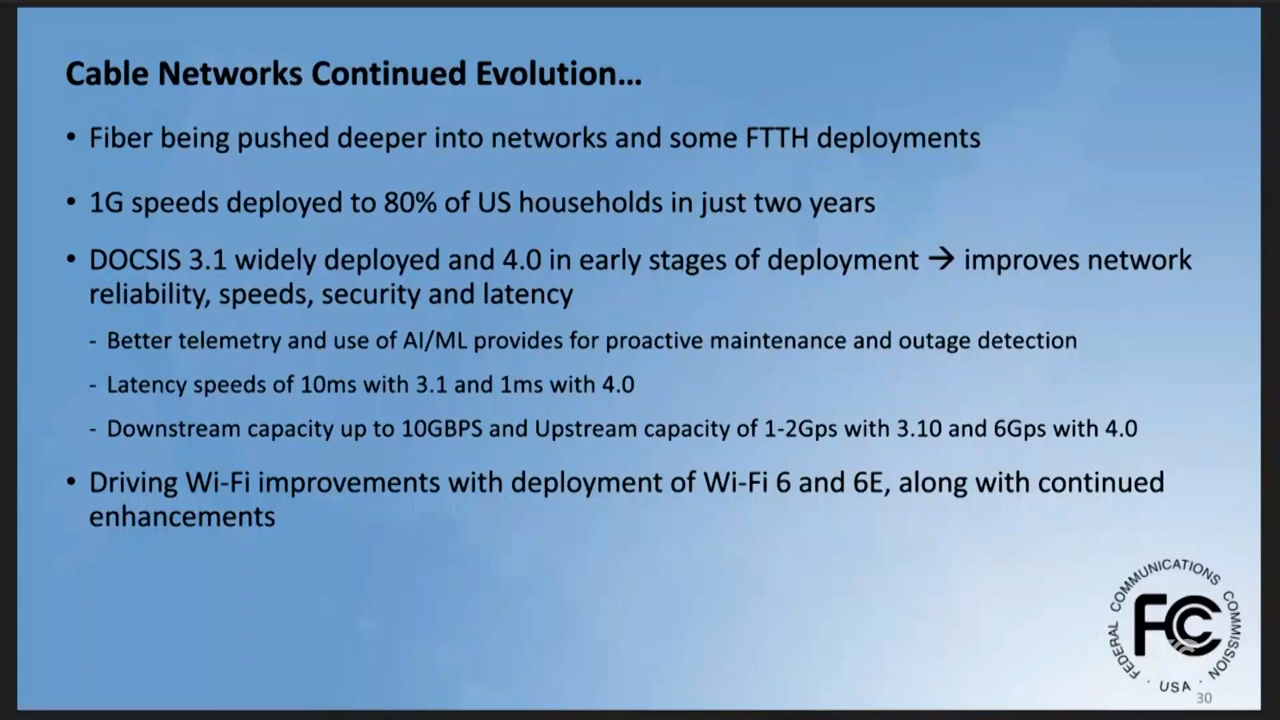 Cable Networks Continued Evolution...
• Fiber being pushed deeper into networks and some FTTH deployments
• 1G speeds deployed to 80% of US households in just two years
• DOCSIS 3.1 widely deployed and 4.0 in early stages of deployment → improves network
reliability, speeds, security and latency
- Better telemetry and use of AI/ML provides for proactive maintenance and outage detection
- Latency speeds of 10ms with 3.1 and 1ms with 4.0
- Downstream capacity up to 10GBPS and Upstream capacity of 1-2Gps with 3.10 and 6Gps with 4.0
• Driving Wi-Fi improvements with deployment of Wi-Fi 6 and 6E, along with continued
enhancements
FEDERAL COMMUNICATIONS COMMISSION · USA ·
FCC
30